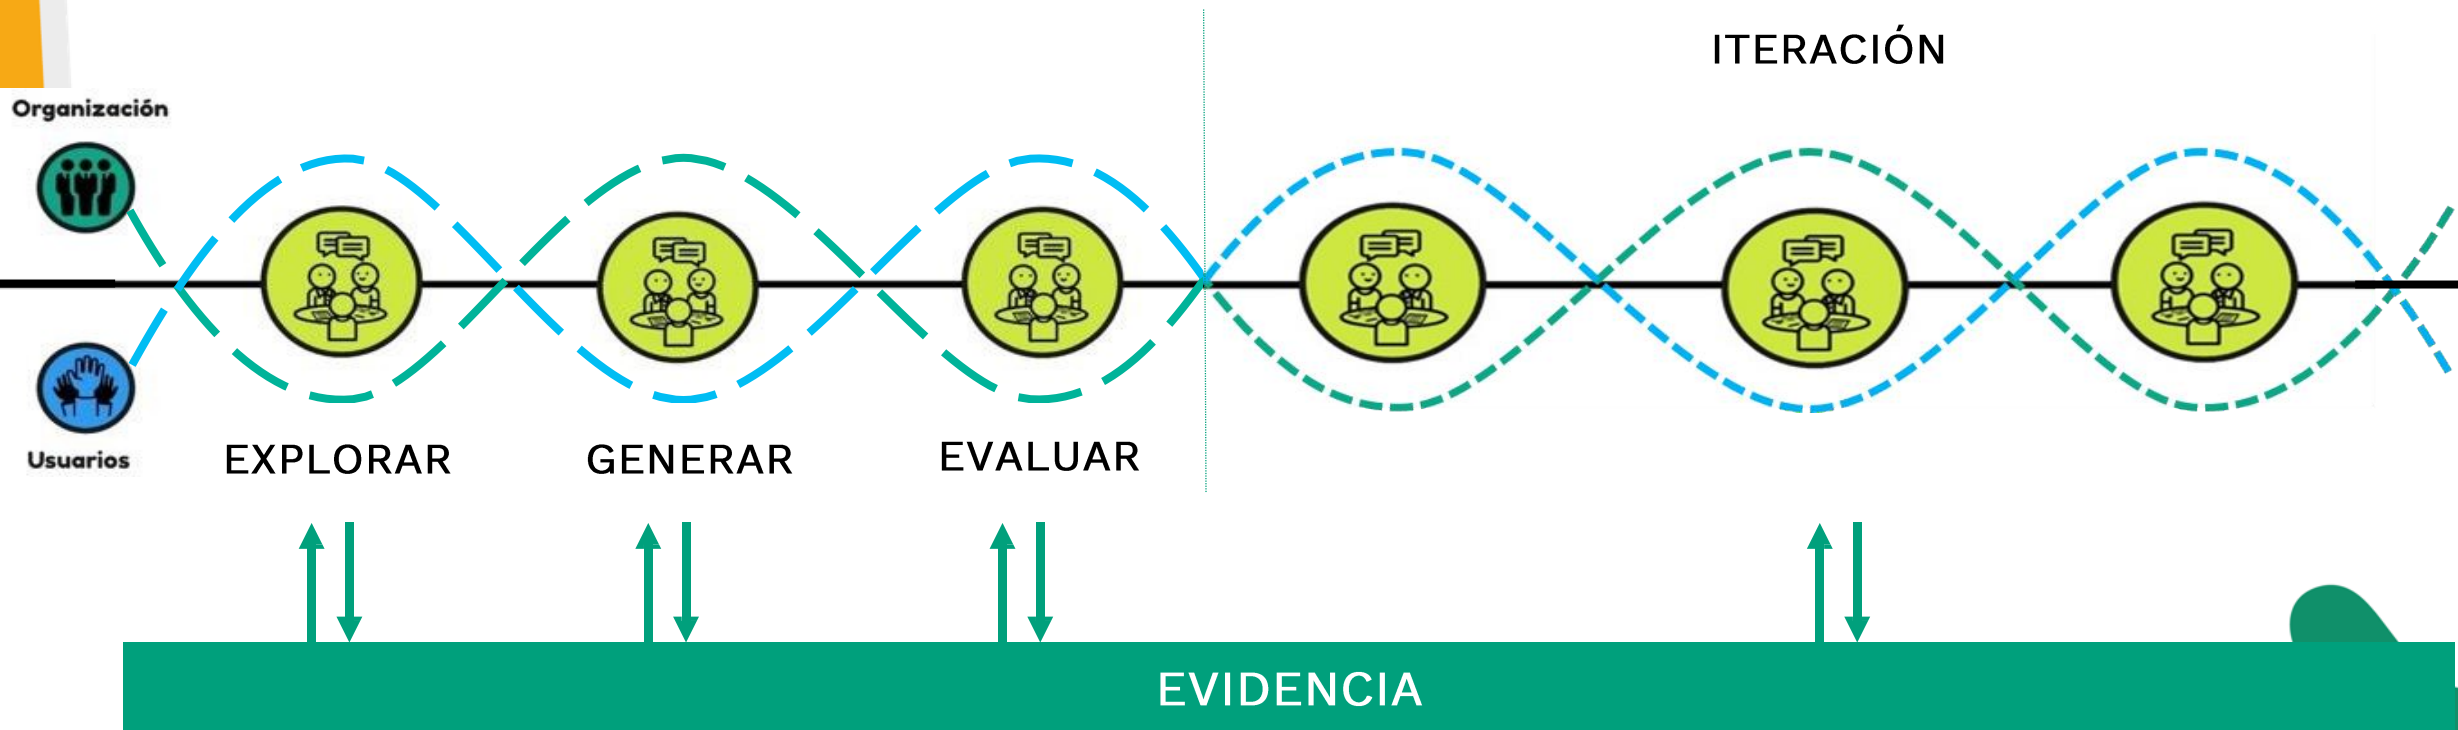 ITERACIÓN
Organización
Usuarios
EXPLORAR
GENERAR
EVALUAR
EVIDENCIA